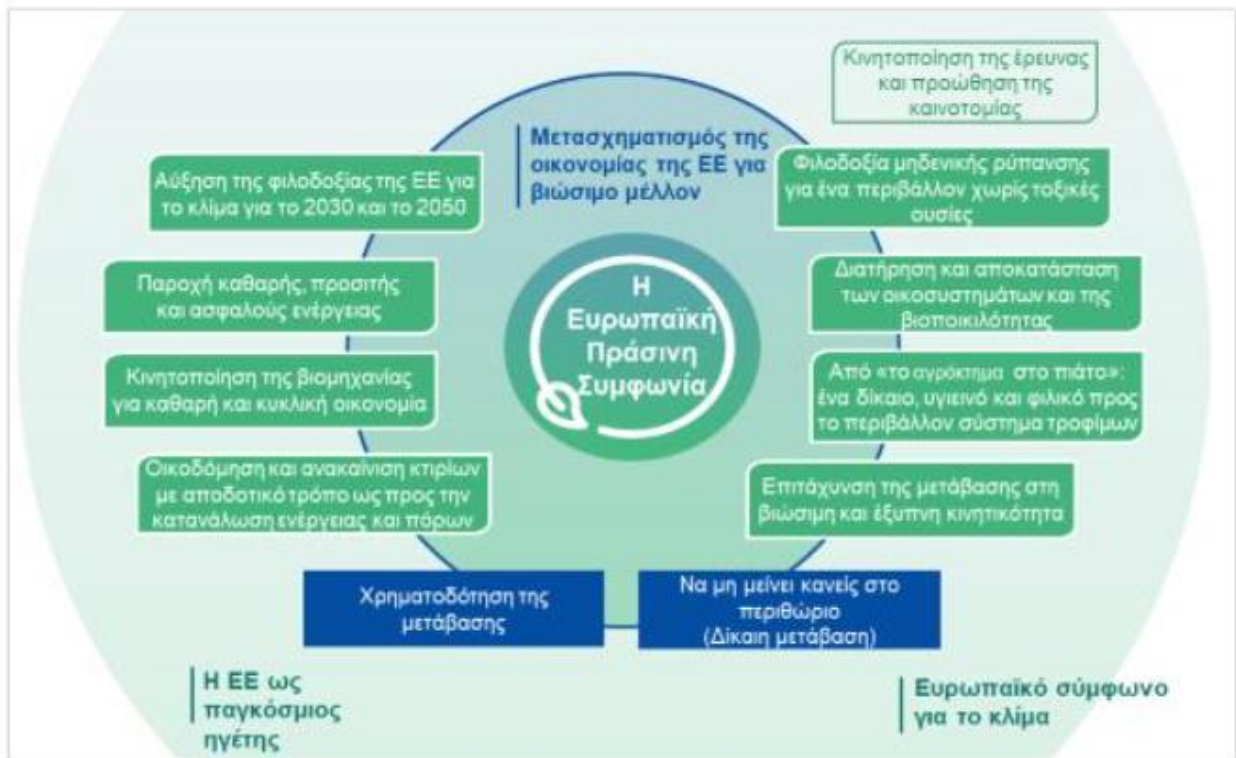 Κινητοποίηση της έρευνας
και προώθηση της
καινοτομίας
Μετασχηματισμός της
οικονομίας της ΕΕ για
βιώσιμο μέλλον
Αύξηση της φιλοδοξίας της ΕΕ για
το κλίμα για το 2030 και το 2050
Φιλοδοξία μηδενικής ρύπανσης
για ένα περιβάλλον χωρίς τοξικές
ουσίες
Παροχή καθαρής, προσιτής
και ασφαλούς ενέργειας
Διατήρηση και αποκατάσταση
των οικοσυστημάτων και της
βιοποικιλότητας
Η
Ευρωπαϊκή
Πράσινη
Συμφωνία
Κινητοποίηση της βιομηχανίας
για καθαρή και κυκλική οικονομία
Από «το αγρόκτημα στο πιάτο»:
ένα δίκαιο, υγιεινό και φιλικό προς
το περιβάλλον σύστημα τροφίμων
Οικοδόμηση και ανακαίνιση κτιρίων
με αποδοτικό τρόπο ως προς την
κατανάλωση ενέργειας και πόρων
Επιτάχυνση της μετάβασης στη
βιώσιμη και έξυπνη κινητικότητα
Χρηματοδότηση της
μετάβασης
Να μη μείνει κανείς στο
περιθώριο
(Δίκαιη μετάβαση)
Η ΕΕ ως
παγκόσμιος
ηγέτης
Ευρωπαϊκό σύμφωνο
για το κλίμα